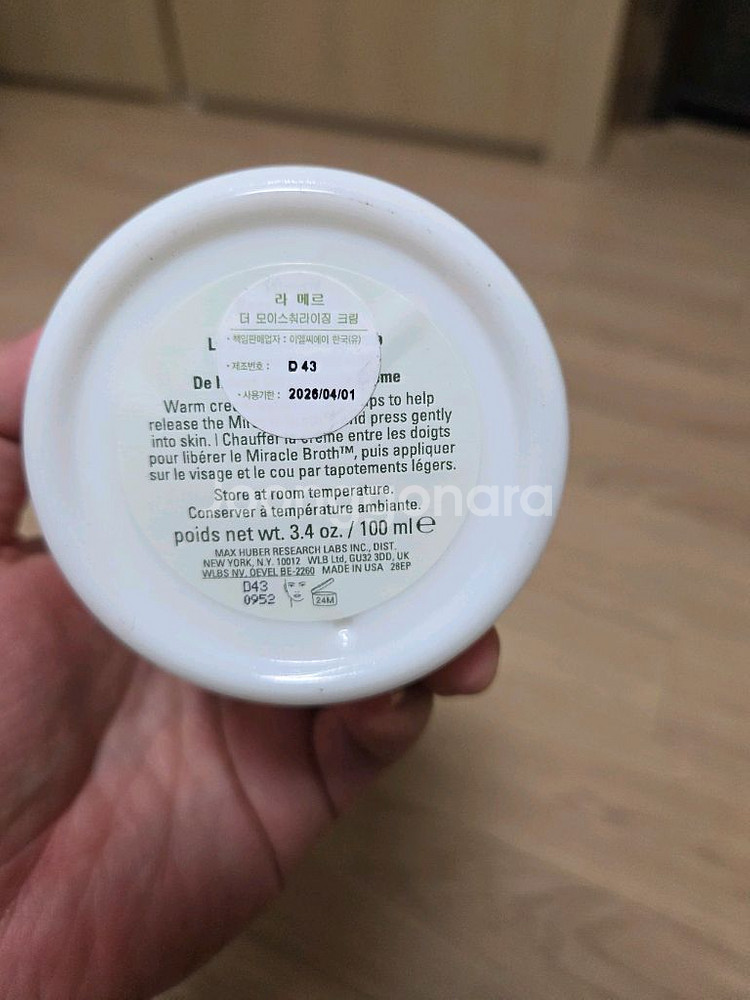 라 메르
더 모이스춰라이징 크림
· 책임판매업자 : 이엘씨에이 한국(유)
· 제조번호 : D 43
· 사용기한 : 2026/04/01
Warm ps to help
release the nd press gently
into skin. I Chauffer la crème entre les doigts
pour libérer le Miracle Broth™, puis appliquer
sur le visage et le cou par tapotements légers.
Store at room temperature.
Conserver à température ambiante.
poids net wt. 3.4 oz. / 100 ml ℮
MAX HUBER RESEARCH LABS INC., DIST.
NEW YORK, N.Y. 10012 WLB Ltd, GU32 3DD, UK
WLBS NV, OEVEL BE-2260 MADE IN USA 28EP
D43
0952
24M